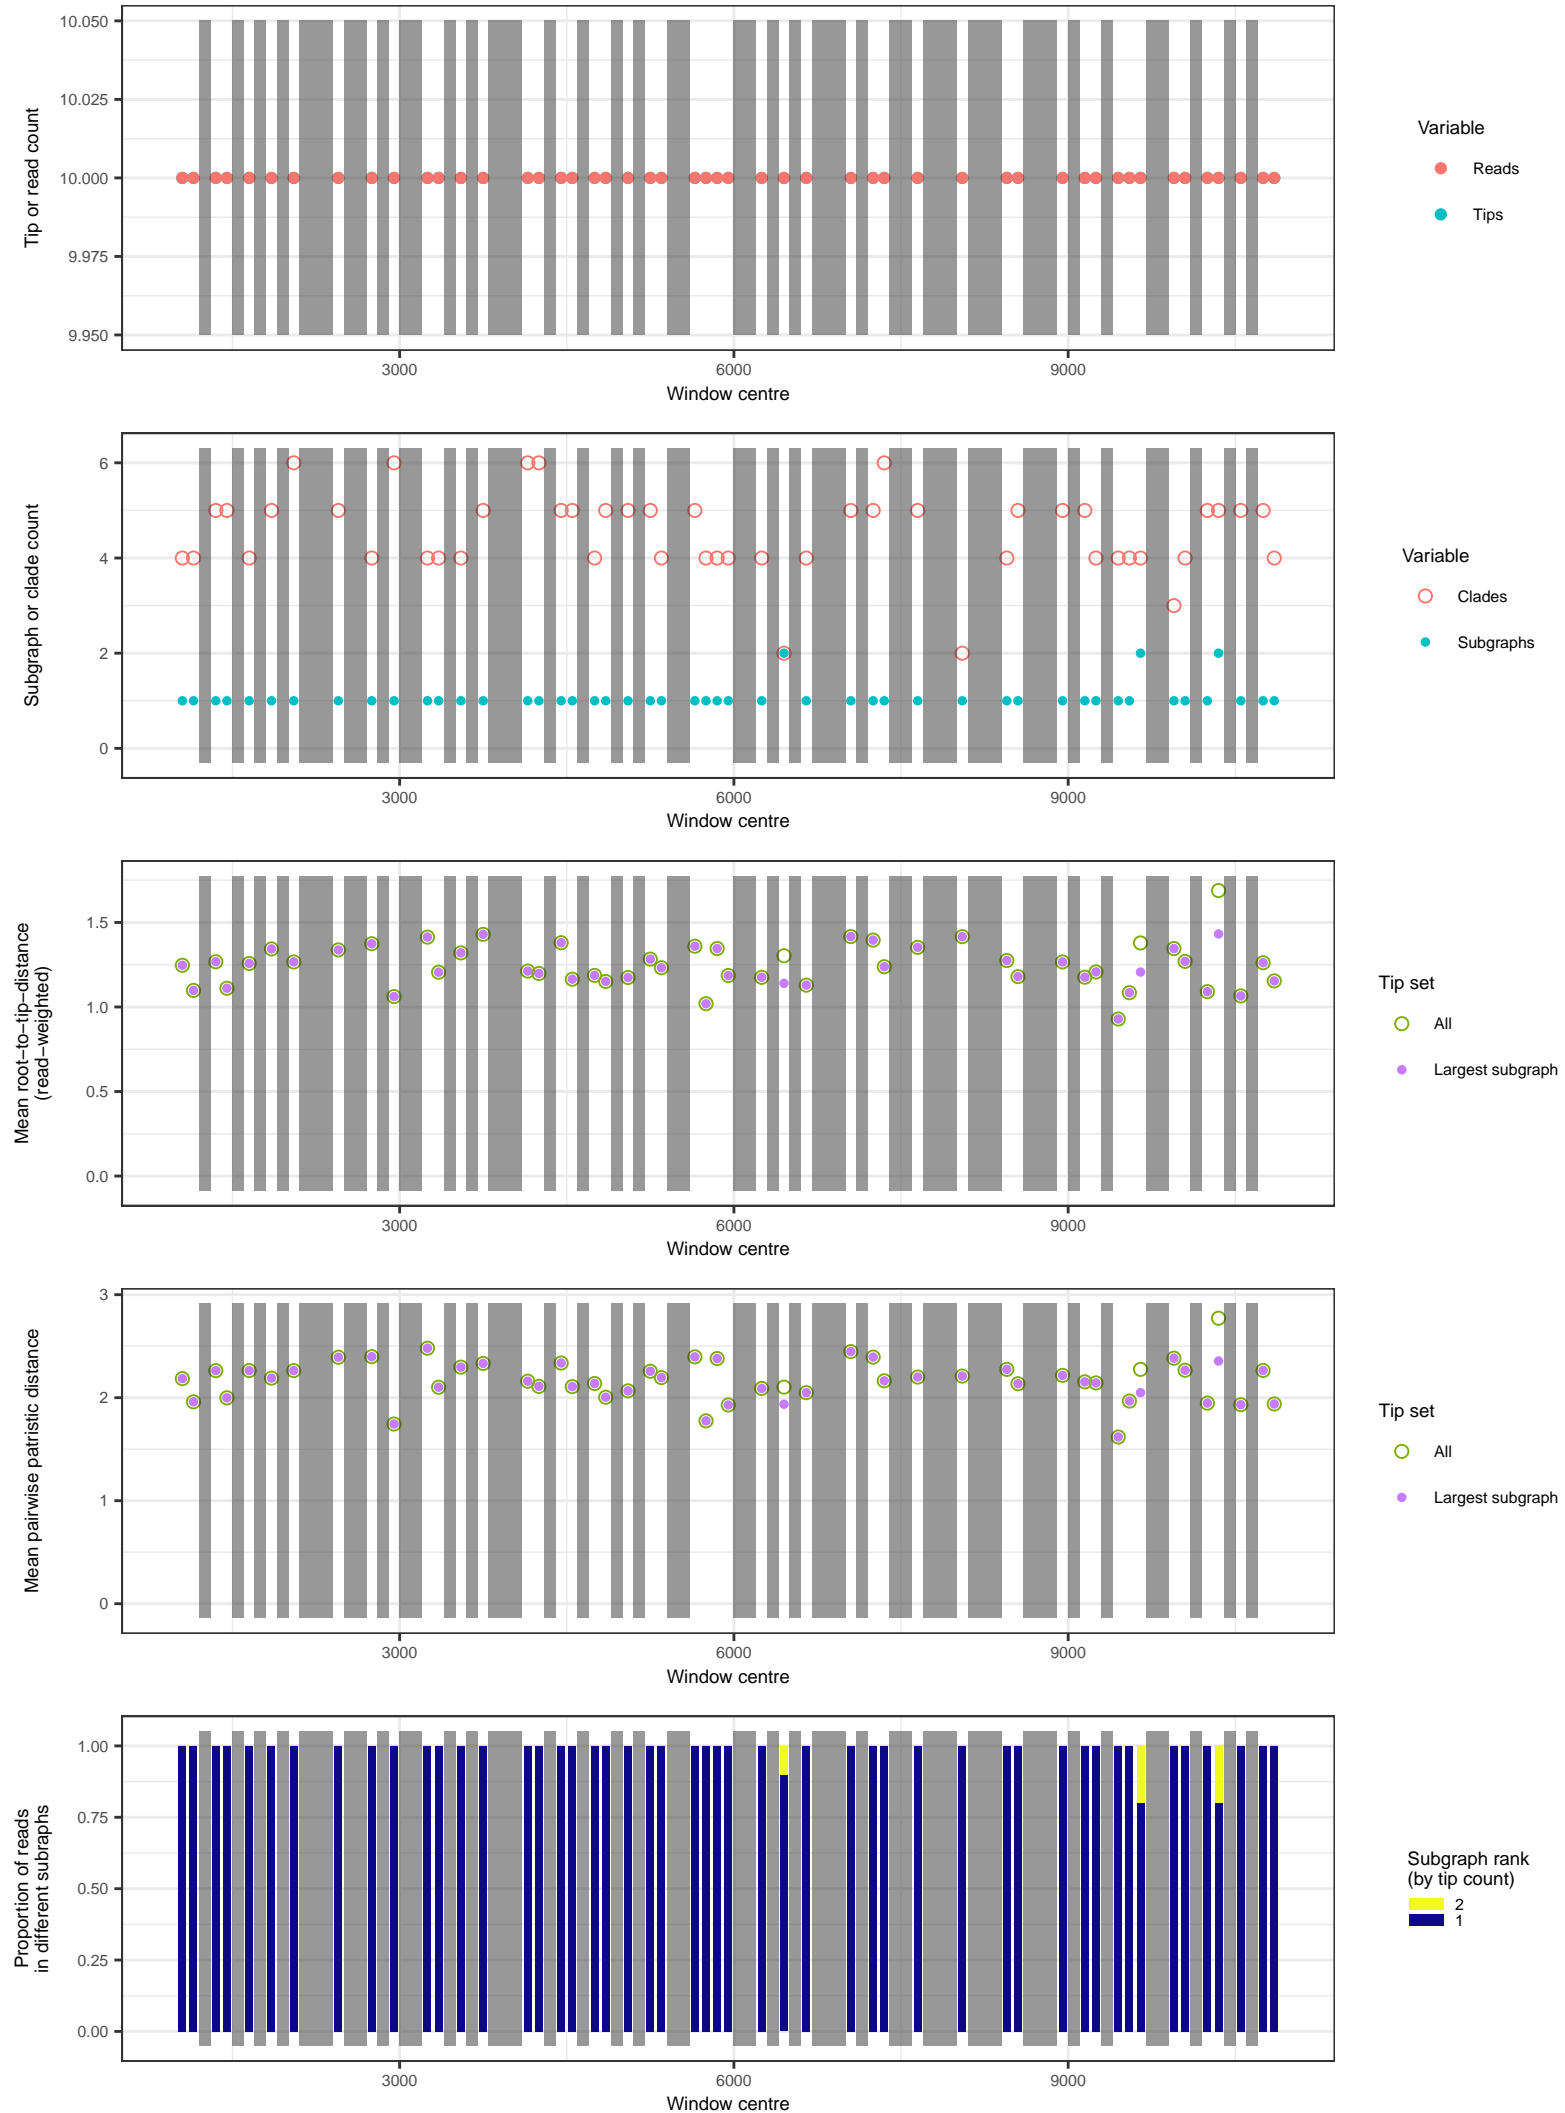 10.050
10.025
10.000
9.975
9.950
Tip or read count
3000
6000
9000
Window centre
Variable
Reads
Tips
6
4
2
0
Subgraph or clade count
3000
6000
9000
Window centre
Variable
Clades
Subgraphs
1.5
1.0
0.5
0.0
Mean root−to−tip−distance
(read−weighted)
3000
6000
9000
Window centre
Tip set
All
Largest subgraph
3
2
1
0
Mean pairwise patristic distance
3000
6000
9000
Window centre
Tip set
All
Largest subgraph
1.00
0.75
0.50
0.25
0.00
Proportion of reads
in different subraphs
3000
6000
9000
Window centre
Subgraph rank
(by tip count)
2
1